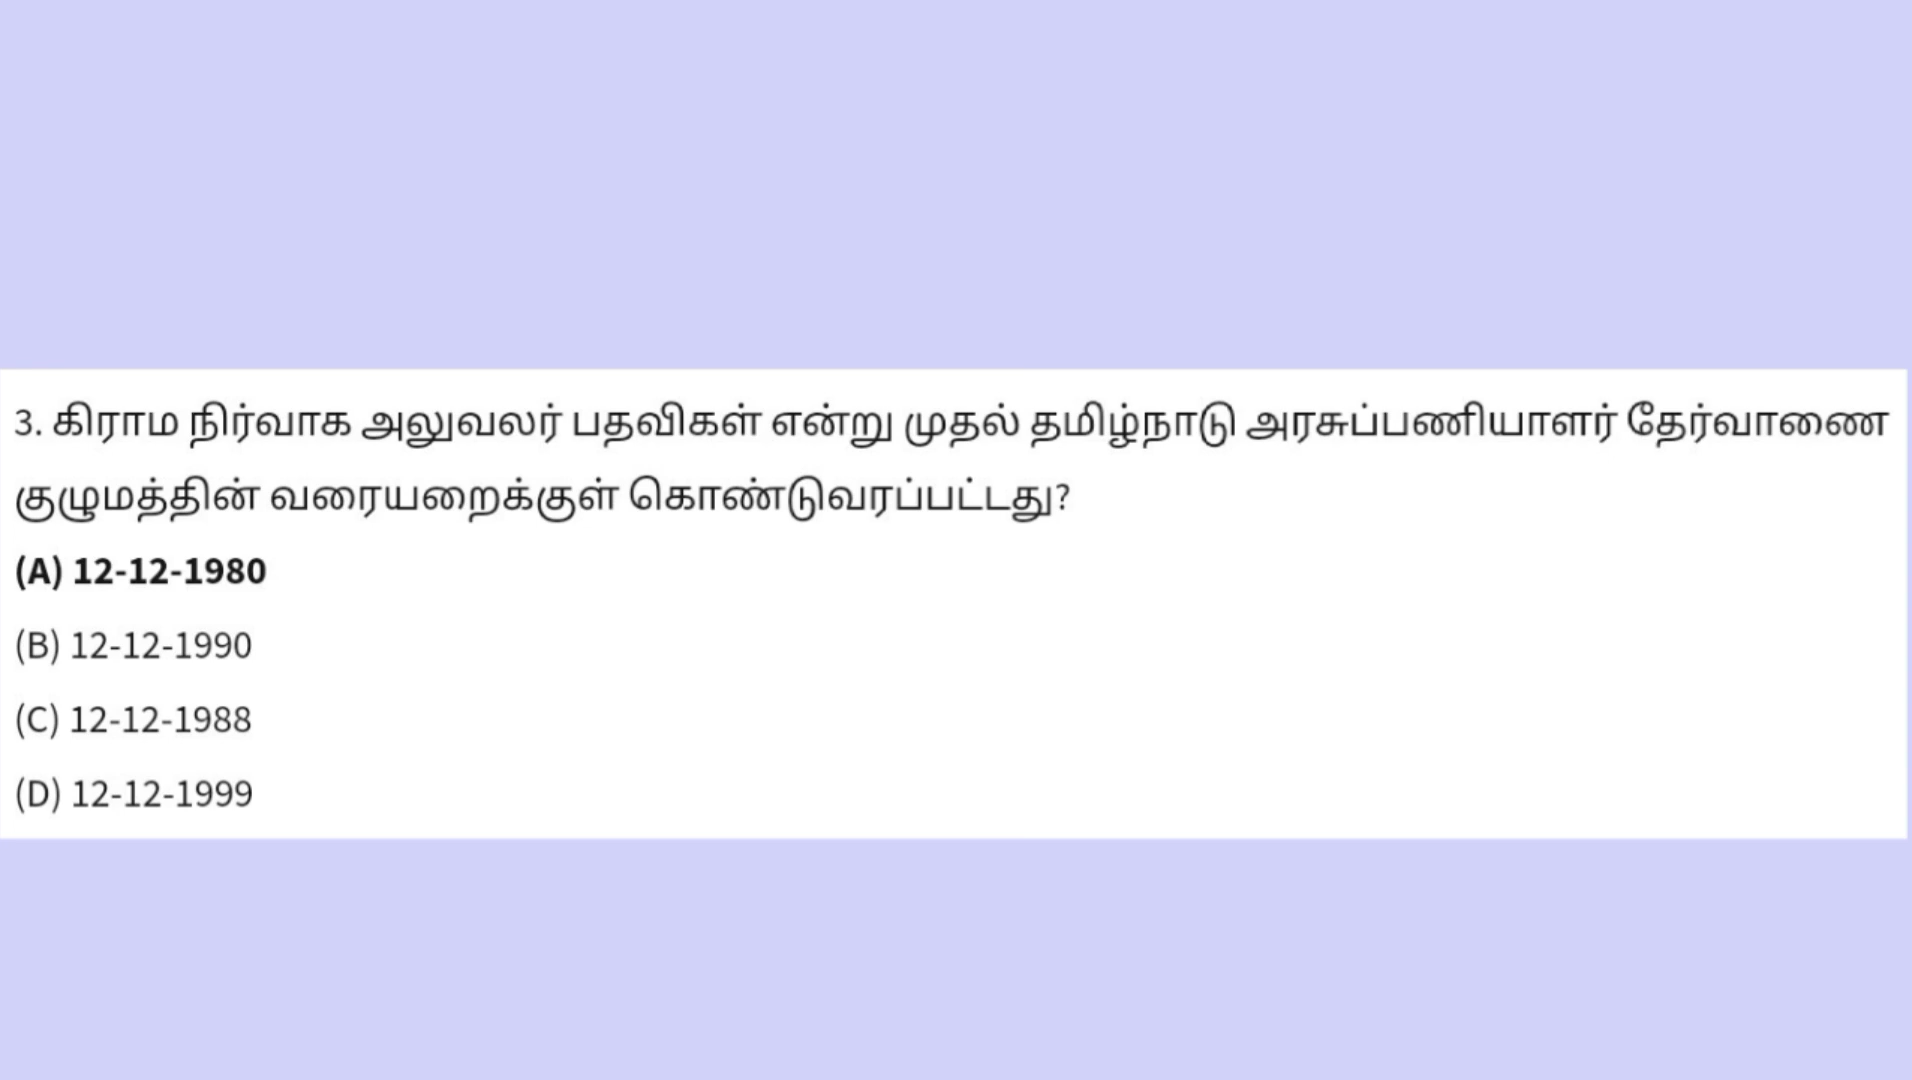 3. கிராம நிர்வாக அலுவலர் பதவிகள் என்று முதல் தமிழ்நாடு அரசுப்பணியாளர் தேர்வாணை
குழுமத்தின் வரையறைக்குள் கொண்டுவரப்பட்டது?
(A) 12-12-1980
(B) 12-12-1990
(C) 12-12-1988
(D) 12-12-1999